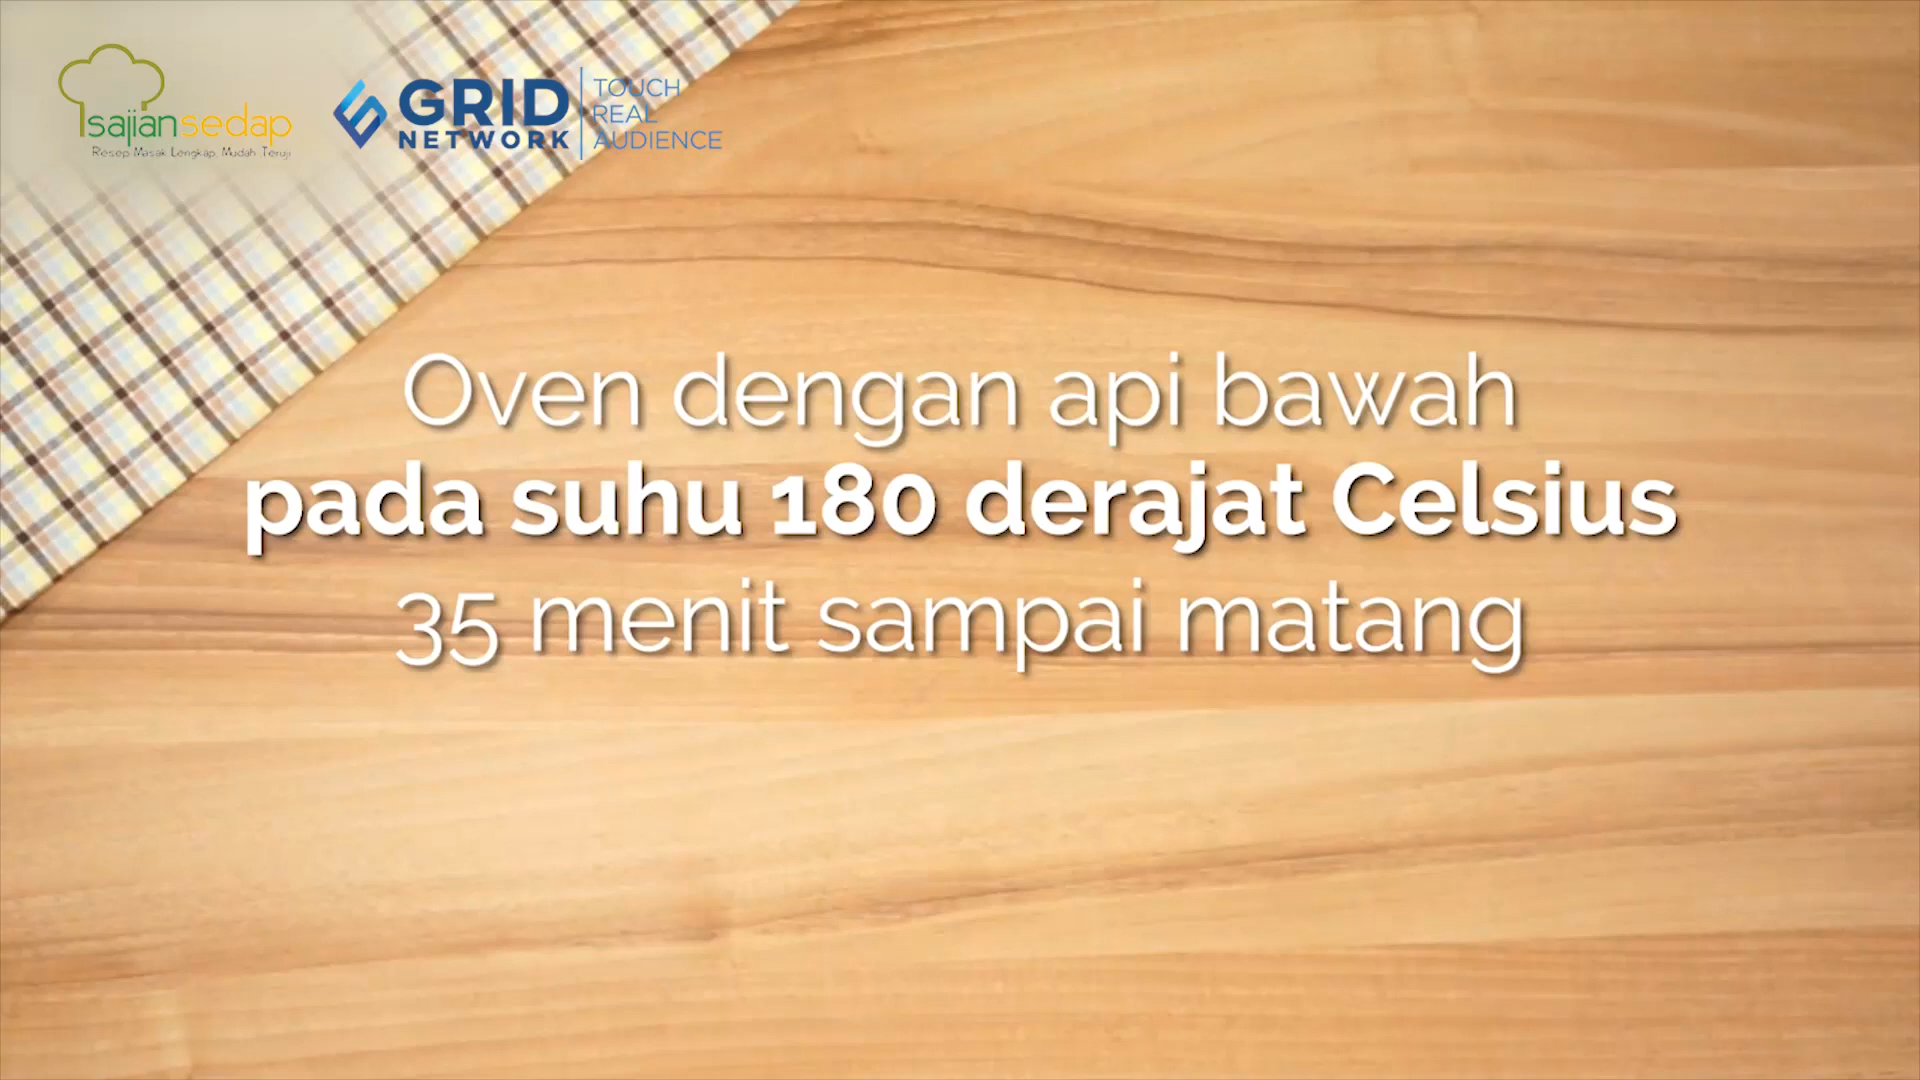 sajiansedap
Resep Masak Lengkap, Mudah Teruji
GRID
NETWORK
TOUCH
REAL
AUDIENCE
Oven dengan api bawah
pada suhu 180 derajat Celsius
35 menit sampai matang